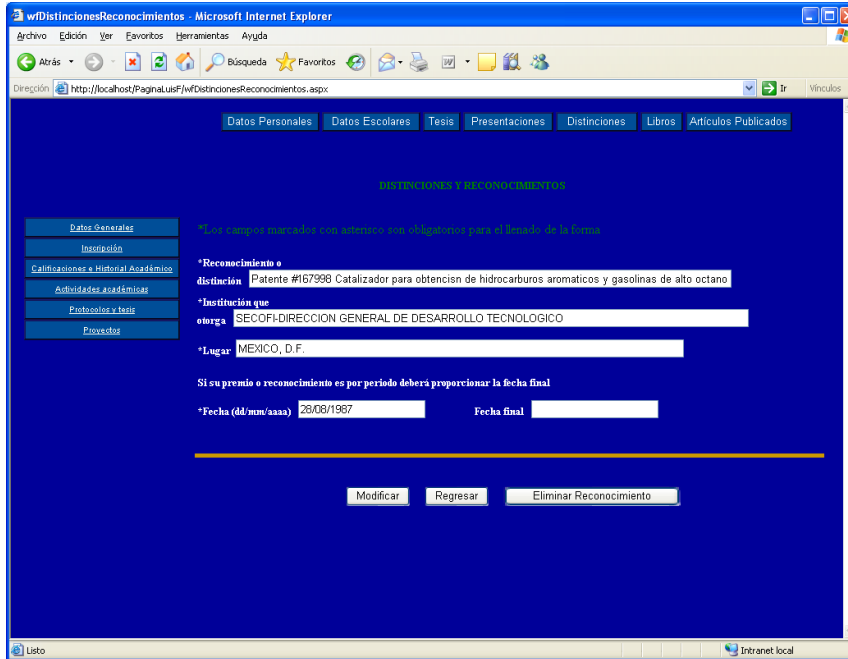 wfDistincionesReconocimientos - Microsoft Internet Explorer
Archivo Edición Ver Favoritos Herramientas Ayuda
Atrás Búsqueda Favoritos
Dirección http://localhost/PaginaLuisF/wfDistincionesReconocimientos.aspx Ir Vínculos
Datos Personales Datos Escolares Tesis Presentaciones Distinciones Libros Artículos Publicados
DISTINCIONES Y RECONOCIMIENTOS
Datos Generales
Inscripción
Calificaciones e Historial Académico
Actividades académicas
Protocolos y tesis
Proyectos
*Los campos marcados con asterisco son obligatorios para el llenado de la forma
*Reconocimiento o
distinción Patente #167998 Catalizador para obtencisn de hidrocarburos aromaticos y gasolinas de alto octano
*Institución que
otorga SECOFI-DIRECCION GENERAL DE DESARROLLO TECNOLOGICO
*Lugar MEXICO, D.F.
Si su premio o reconocimiento es por periodo deberá proporcionar la fecha final
*Fecha (dd/mm/aaaa) 28/08/1987 Fecha final
Modificar Regresar Eliminar Reconocimiento
Listo Intranet local